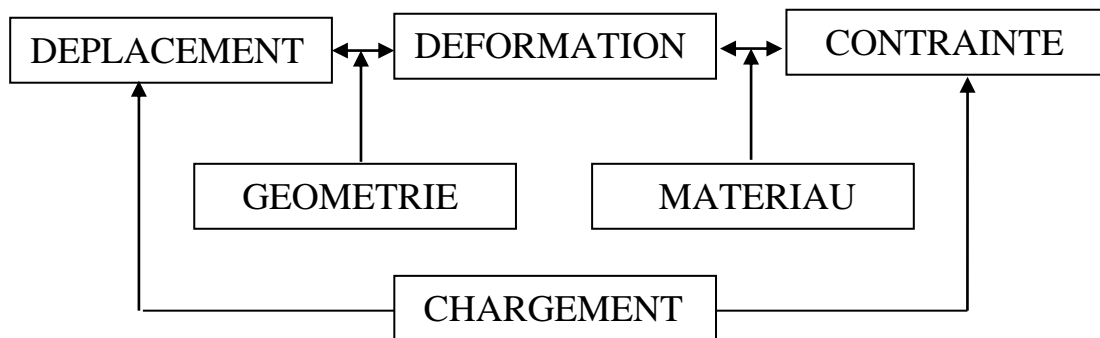 DEPLACEMENT
DEFORMATION
CONTRAINTE
GEOMETRIE
MATERIAU
CHARGEMENT